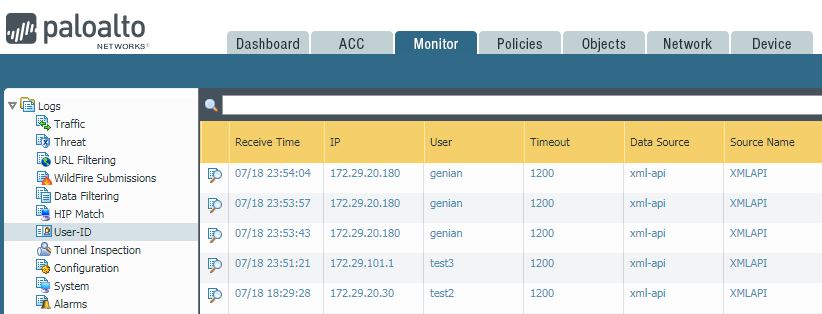 paloalto
NETWORKS
Dashboard ACC Monitor Policies Objects Network Device
Logs
Traffic
Threat
URL Filtering
WildFire Submissions
Data Filtering
HIP Match
User-ID
Tunnel Inspection
Configuration
System
Alarms
Receive Time IP User Timeout Data Source Source Name
07/18 23:54:04 172.29.20.180 genian 1200 xml-api XMLAPI
07/18 23:53:57 172.29.20.180 genian 1200 xml-api XMLAPI
07/18 23:53:43 172.29.20.180 genian 1200 xml-api XMLAPI
07/18 23:51:21 172.29.101.1 test3 1200 xml-api XMLAPI
07/18 18:29:28 172.29.20.30 test2 1200 xml-api XMLAPI